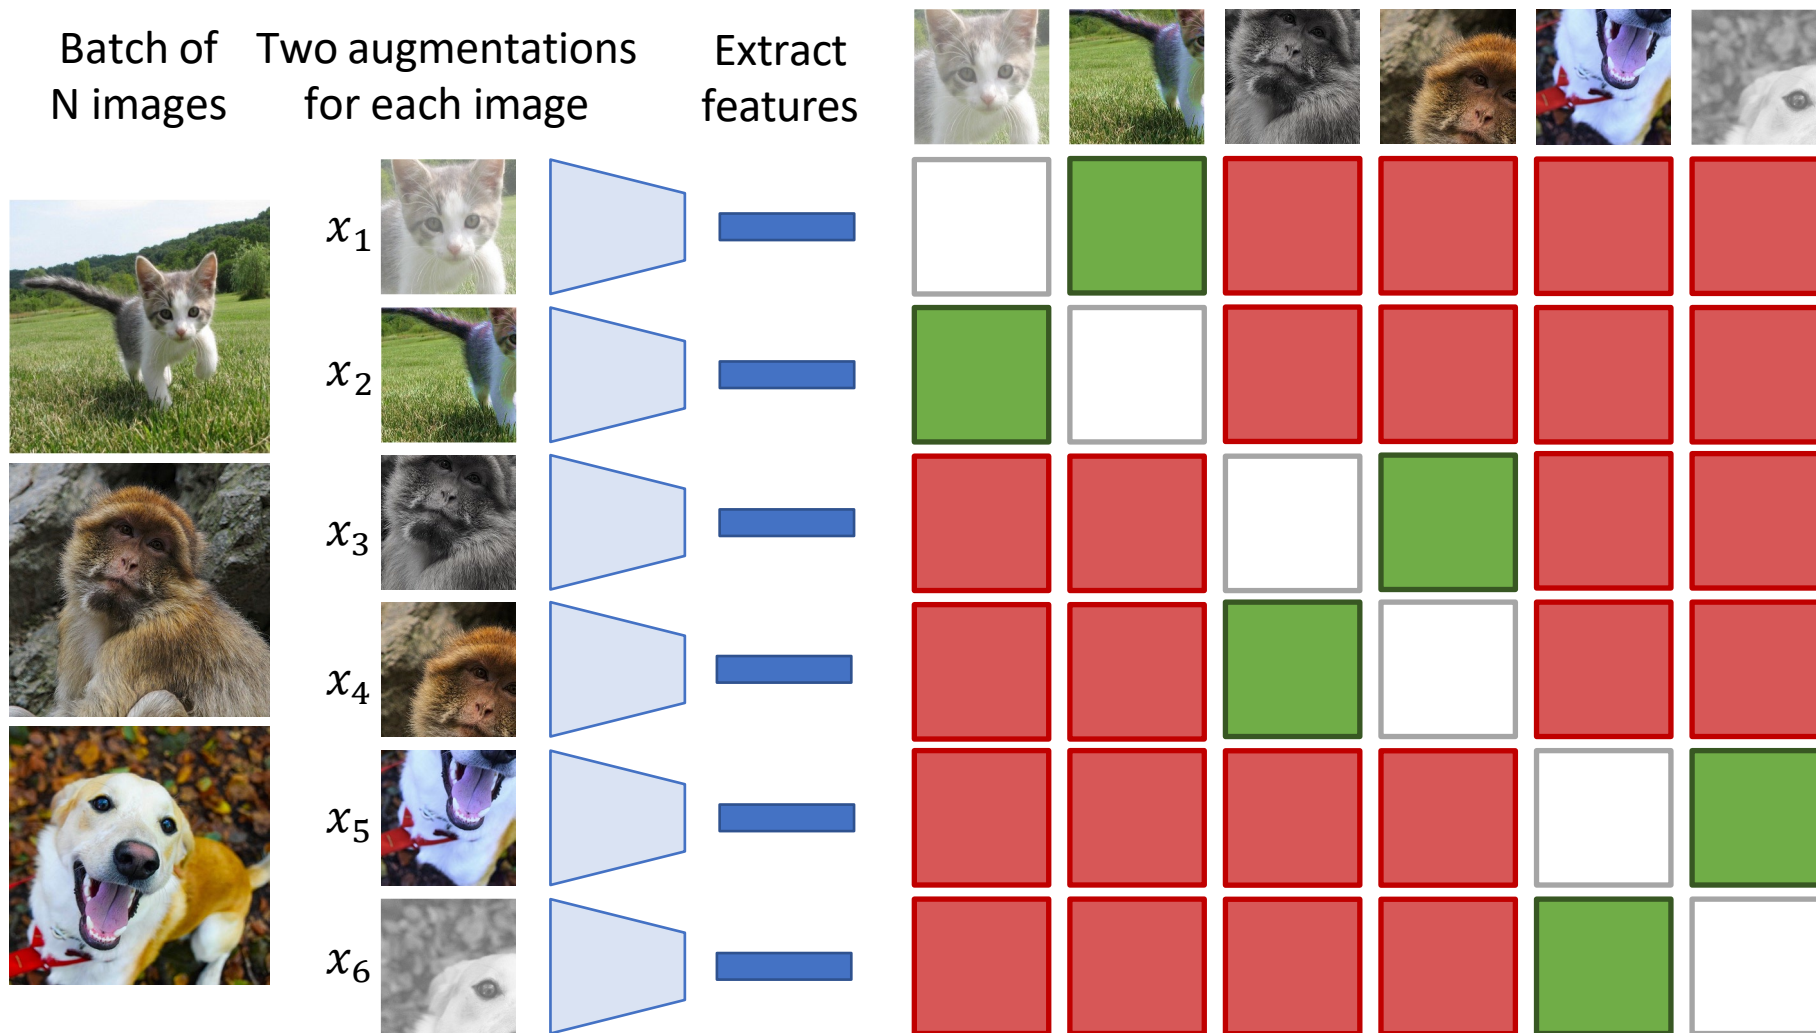 Batch of
N images
Two augmentations
for each image
Extract
features
x₁
x₂
x₃
x₄
x₅
x₆